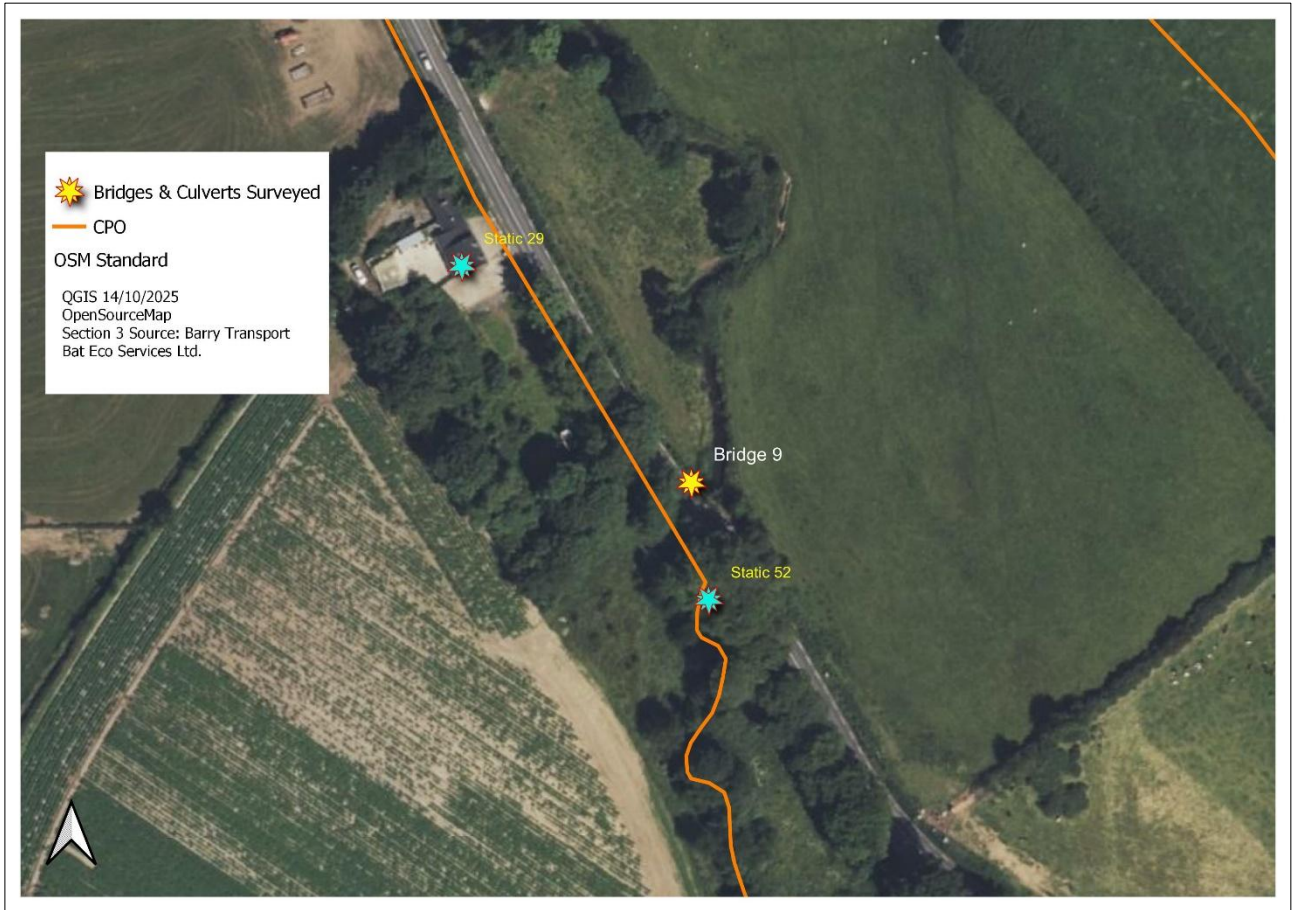 Bridges & Culverts Surveyed
CPO
OSM Standard
QGIS 14/10/2025
OpenSourceMap
Section 3 Source: Barry Transport
Bat Eco Services Ltd.
Static 29
Bridge 9
Static 52